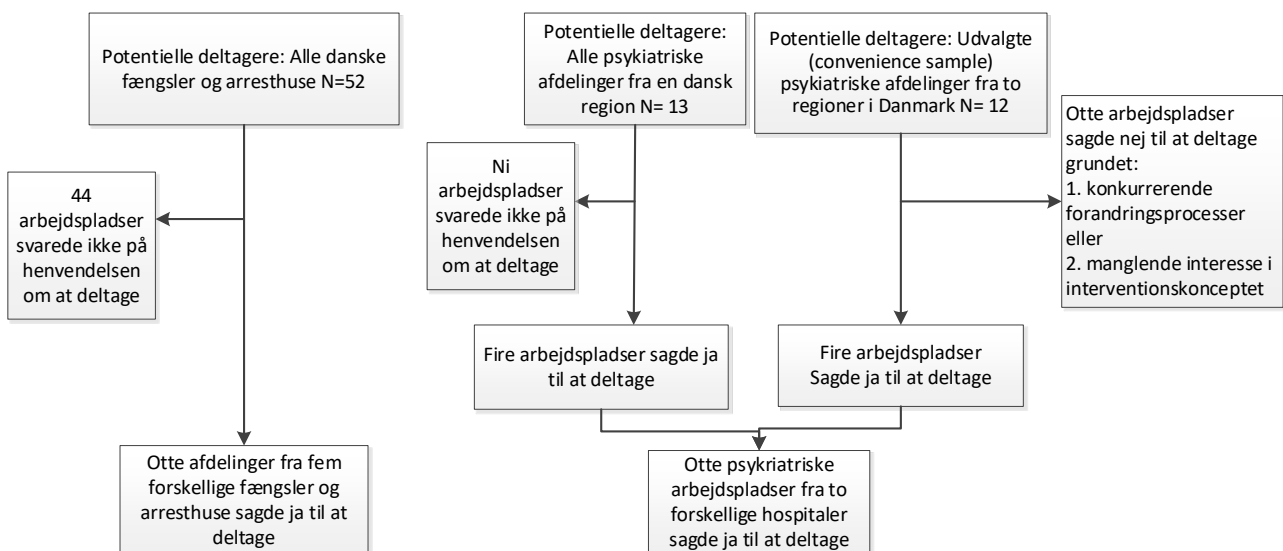 Potentielle deltagere: Alle danske
fængsler og arresthuse N=52
44
arbejdspladser
svarede ikke på
henvendelsen
om at deltage
Otte afdelinger fra fem
forskellige fængsler og
arresthuse sagde ja til at
deltage
Potentielle deltagere:
Alle psykiatriske
afdelinger fra en dansk
region N= 13
Ni
arbejdspladser
svarede ikke på
henvendelsen
om at deltage
Fire arbejdspladser sagde ja
til at deltage
Potentielle deltagere: Udvalgte
(convenience sample)
psykiatriske afdelinger fra to
regioner i Danmark N= 12
Otte arbejdspladser
sagde nej til at deltage
grundet:
1. konkurrerende
forandringsprocesser
eller
2. manglende interesse i
interventionskonceptet
Fire arbejdspladser
Sagde ja til at deltage
Otte psykriatriske
arbejdspladser fra to
forskellige hospitaler
sagde ja til at deltage